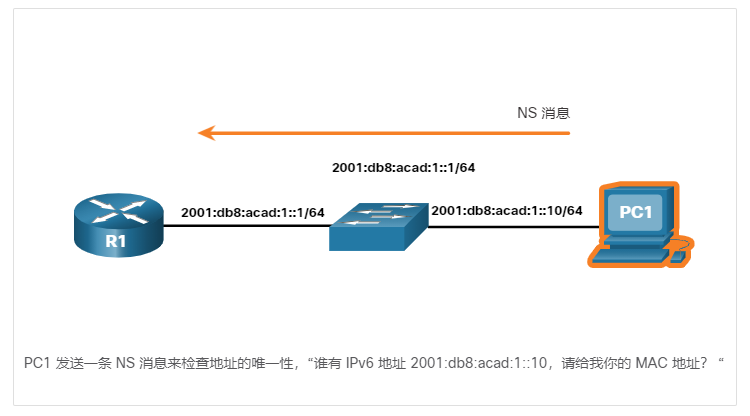 NS 消息
2001:db8:acad:1::1/64
2001:db8:acad:1::1/64
2001:db8:acad:1::10/64
PC1
R1
PC1 发送一条 NS 消息来检查地址的唯一性，“谁有 IPv6 地址 2001:db8:acad:1::10，请给我你的 MAC 地址？ “